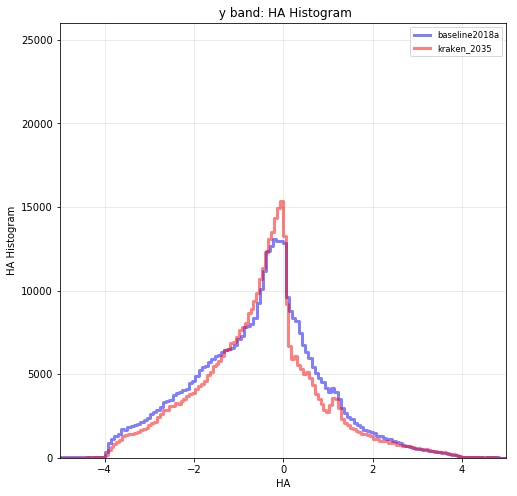 y band: HA Histogram
baseline2018a
kraken_2035
HA Histogram
25000
20000
15000
10000
5000
0
−4
−2
0
2
4
HA